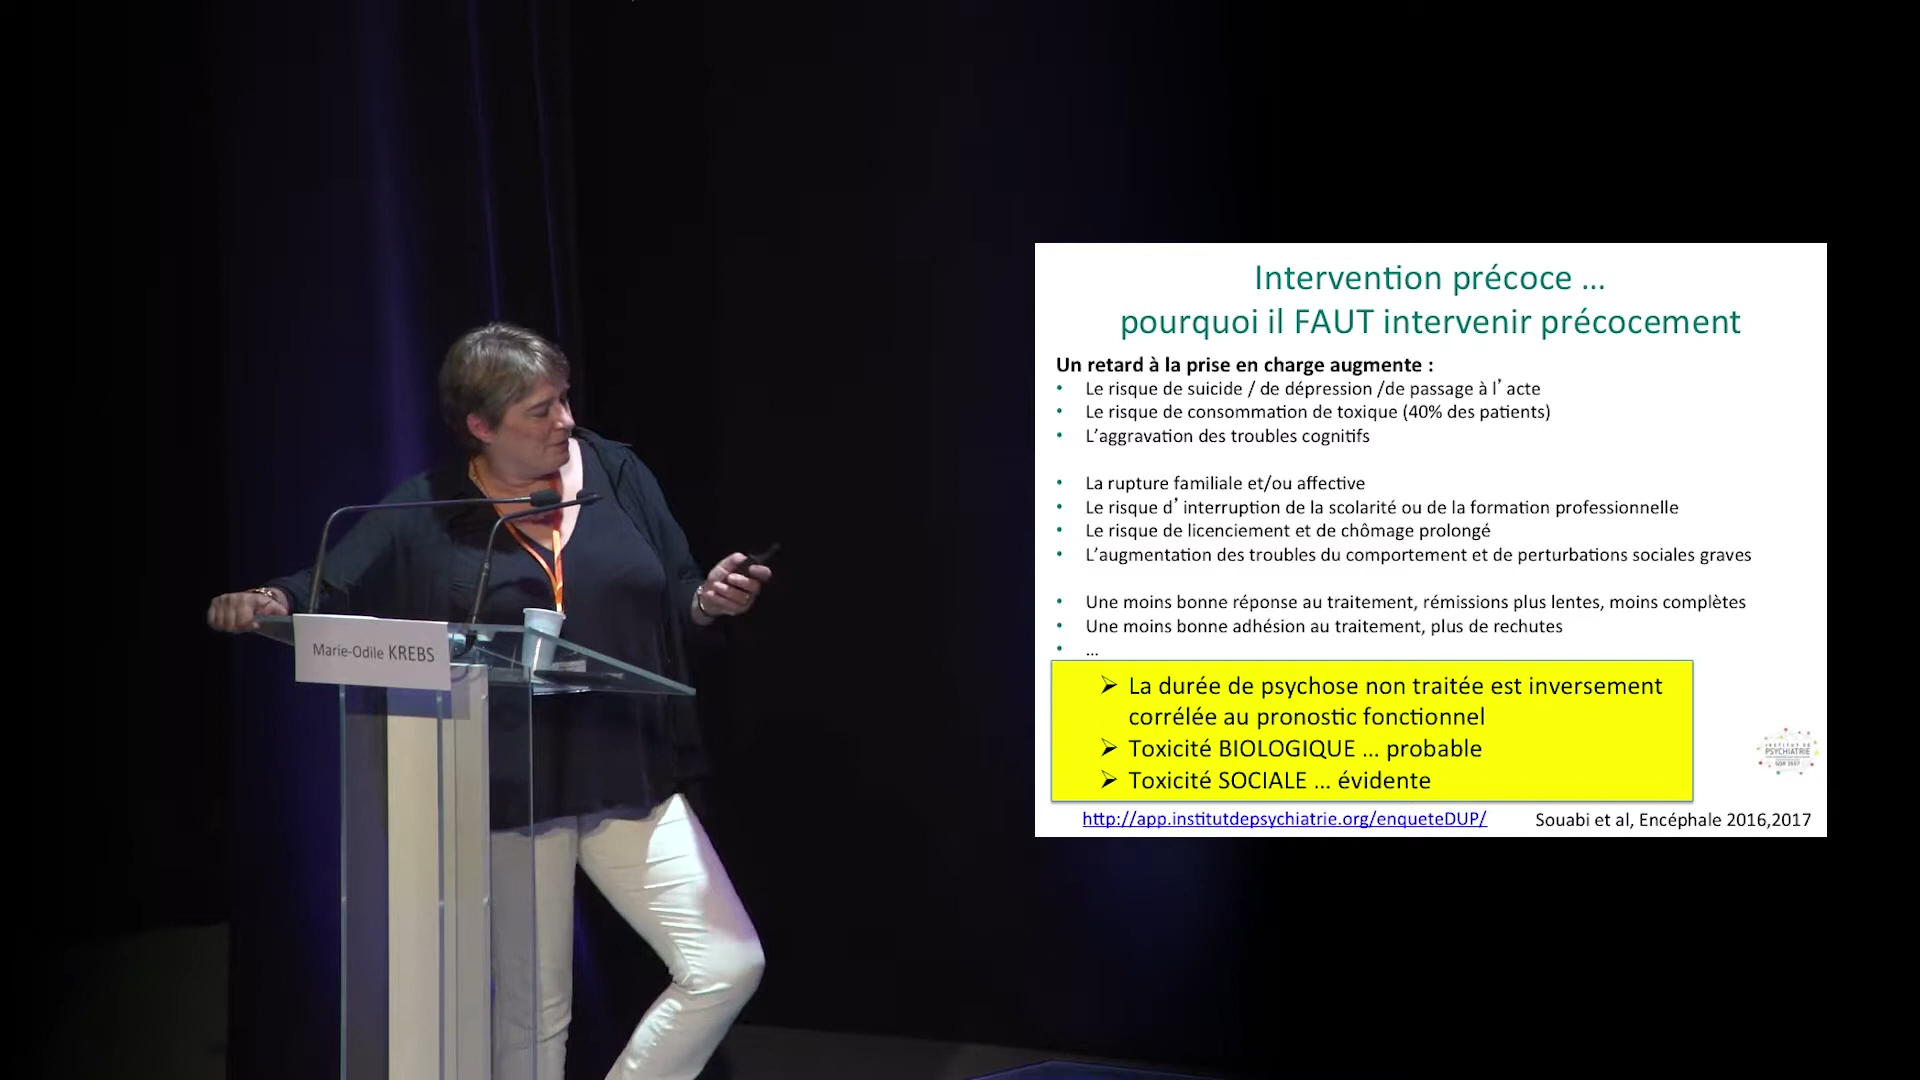 Marie-Odile KREBS
Intervention précoce ...
pourquoi il FAUT intervenir précocement
Un retard à la prise en charge augmente :
• Le risque de suicide / de dépression /de passage à l’ acte
• Le risque de consommation de toxique (40% des patients)
• L’aggravation des troubles cognitifs
• La rupture familiale et/ou affective
• Le risque d’ interruption de la scolarité ou de la formation professionnelle
• Le risque de licenciement et de chômage prolongé
• L’augmentation des troubles du comportement et de perturbations sociales graves
• Une moins bonne réponse au traitement, rémissions plus lentes, moins complètes
• Une moins bonne adhésion au traitement, plus de rechutes
• ...
➢ La durée de psychose non traitée est inversement
corrélée au pronostic fonctionnel
➢ Toxicité BIOLOGIQUE ... probable
➢ Toxicité SOCIALE ... évidente
INSTITUT DE
PSYCHIATRIE
http://app.institutdepsychiatrie.org/enqueteDUP/
Souabi et al, Encéphale 2016,2017